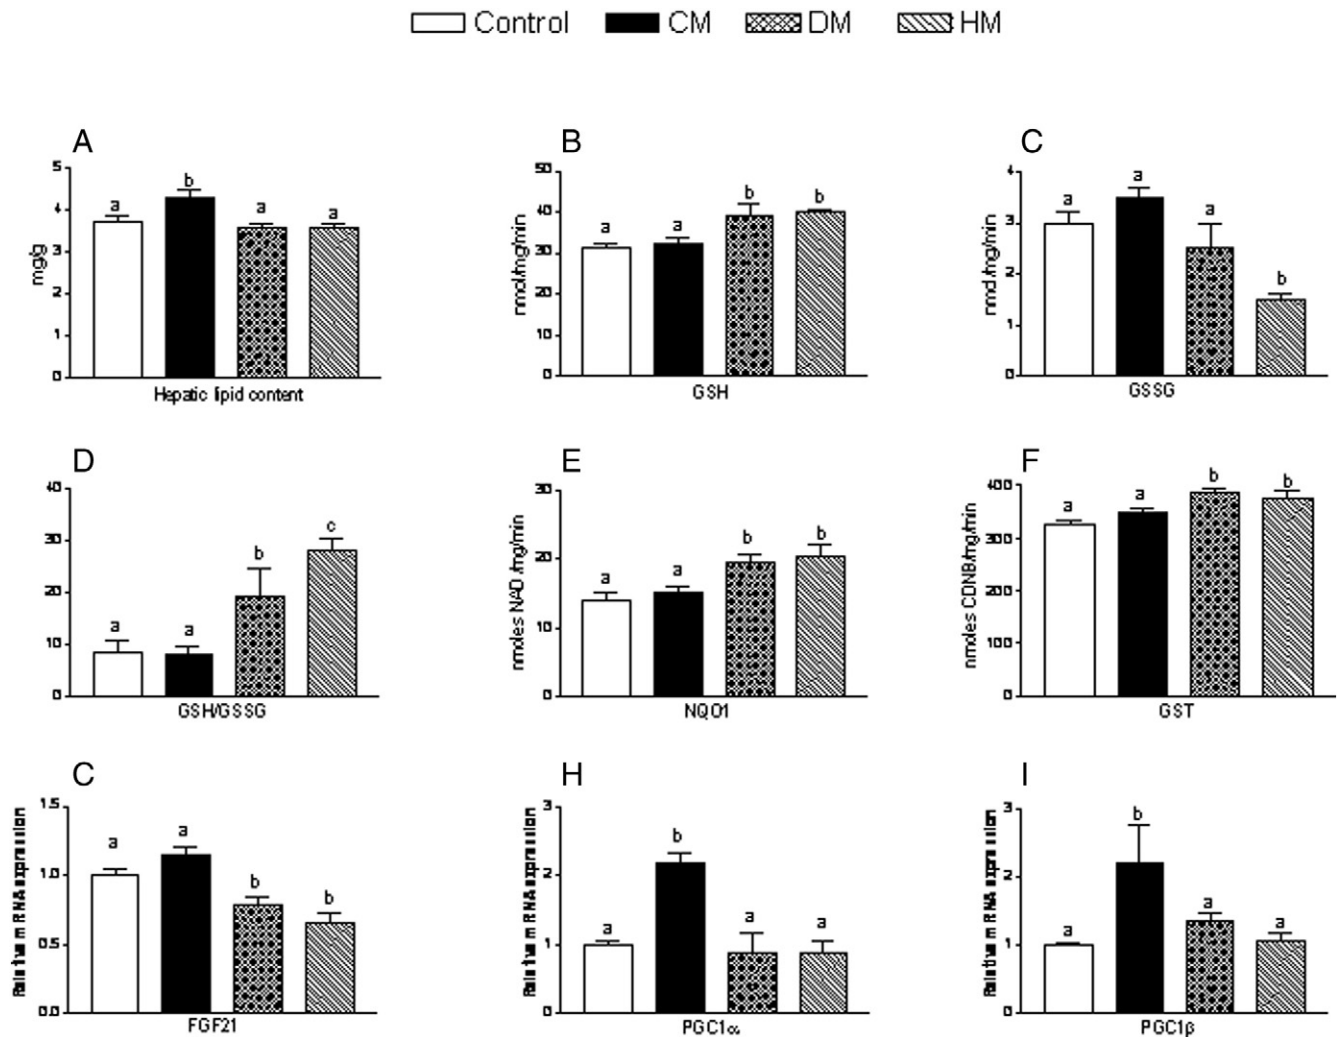 Control CM DM HM
A
5
4
3
2
1
0
mg/g
a b a a
Hepatic lipid content
B
50
40
30
20
10
0
nmol/mg/min
a a b b
GSH
C
4
3
2
1
0
nmol/mg/min
a a a b
GSSG
D
40
30
20
10
0
a a b c
GSH/GSSG
E
30
20
10
0
nmoles NAD/mg/min
a a b b
NQO1
F
400
300
200
100
0
nmoles CDNB/mg/min
a a b b
GST
C
1.5
1.0
0.5
0.0
Relative mRNA expression
a a b b
FGF21
H
3
2
1
0
Relative mRNA expression
a b a a
PGC1α
I
3
2
1
0
Relative mRNA expression
a b a a
PGC1β